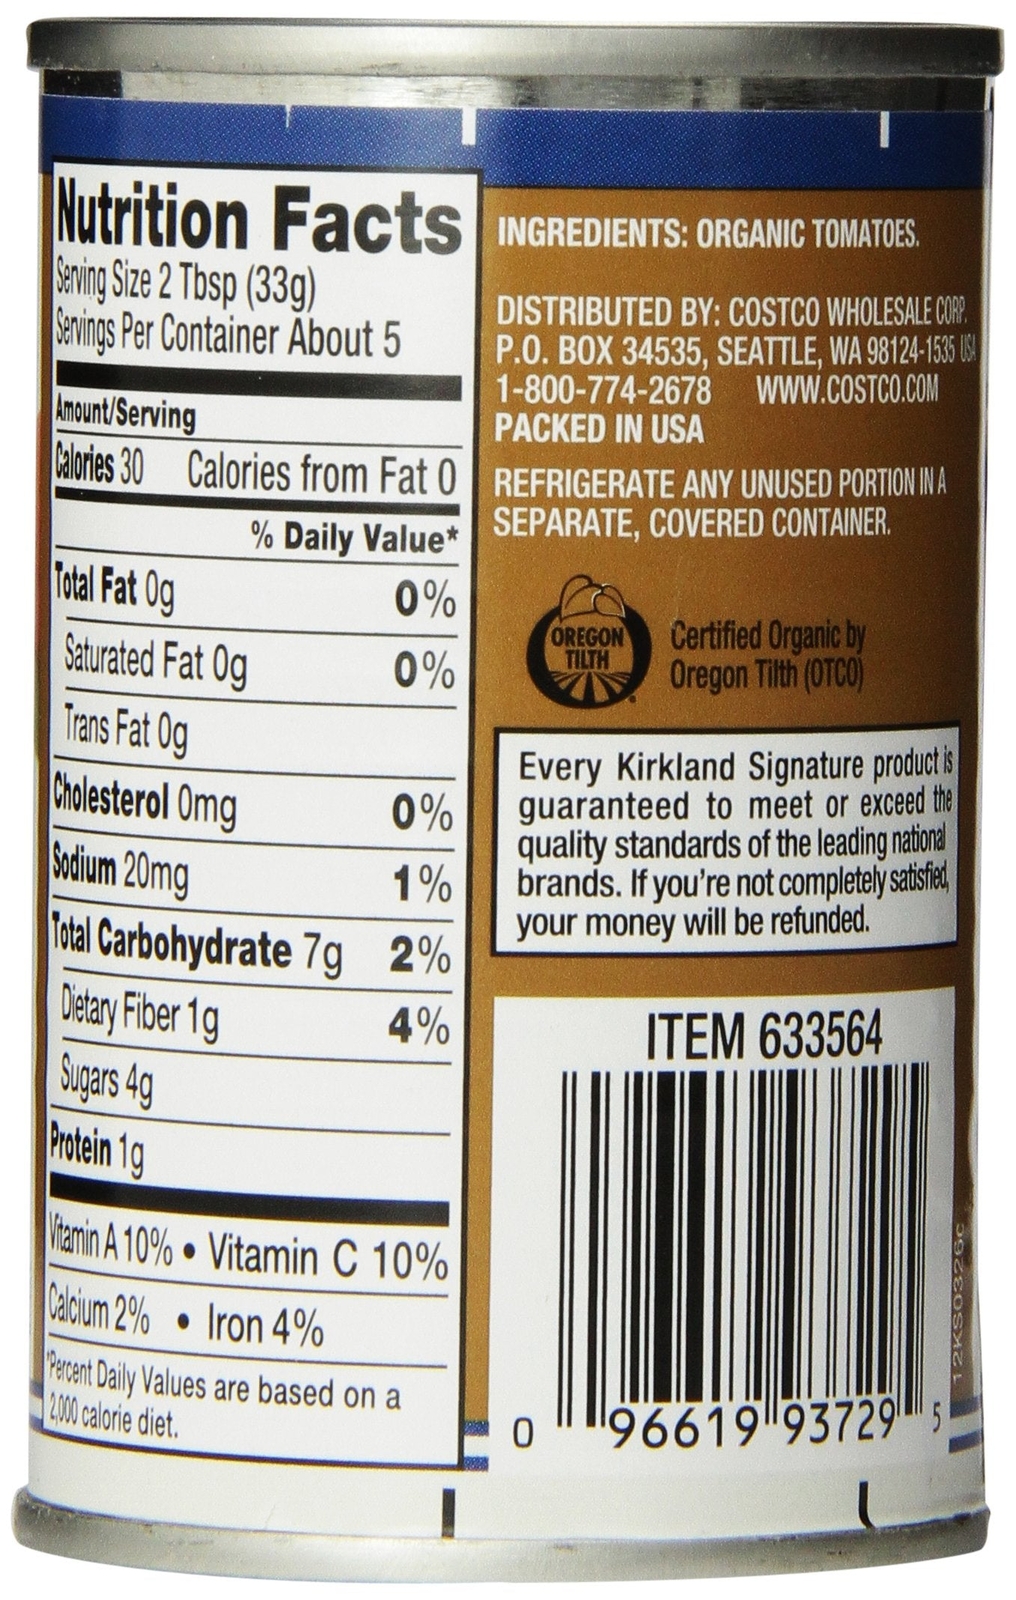 Nutrition Facts
Serving Size 2 Tbsp (33g)
Servings Per Container About 5
Amount/Serving
Calories 30 Calories from Fat 0
% Daily Value*
Total Fat 0g 0%
Saturated Fat 0g 0%
Trans Fat 0g
Cholesterol 0mg 0%
Sodium 20mg 1%
Total Carbohydrate 7g 2%
Dietary Fiber 1g 4%
Sugars 4g
Protein 1g
Vitamin A 10% • Vitamin C 10%
Calcium 2% • Iron 4%
*Percent Daily Values are based on a
2,000 calorie diet.
INGREDIENTS: ORGANIC TOMATOES.
DISTRIBUTED BY: COSTCO WHOLESALE CORP.
P.O. BOX 34535, SEATTLE, WA 98124-1535 USA
1-800-774-2678 WWW.COSTCO.COM
PACKED IN USA
REFRIGERATE ANY UNUSED PORTION IN A
SEPARATE, COVERED CONTAINER.
OREGON
TILTH
Certified Organic by
Oregon Tilth (OTCO)
Every Kirkland Signature product is
guaranteed to meet or exceed the
quality standards of the leading national
brands. If you're not completely satisfied,
your money will be refunded.
ITEM 633564
0 96619 93729 5
12KS0326c